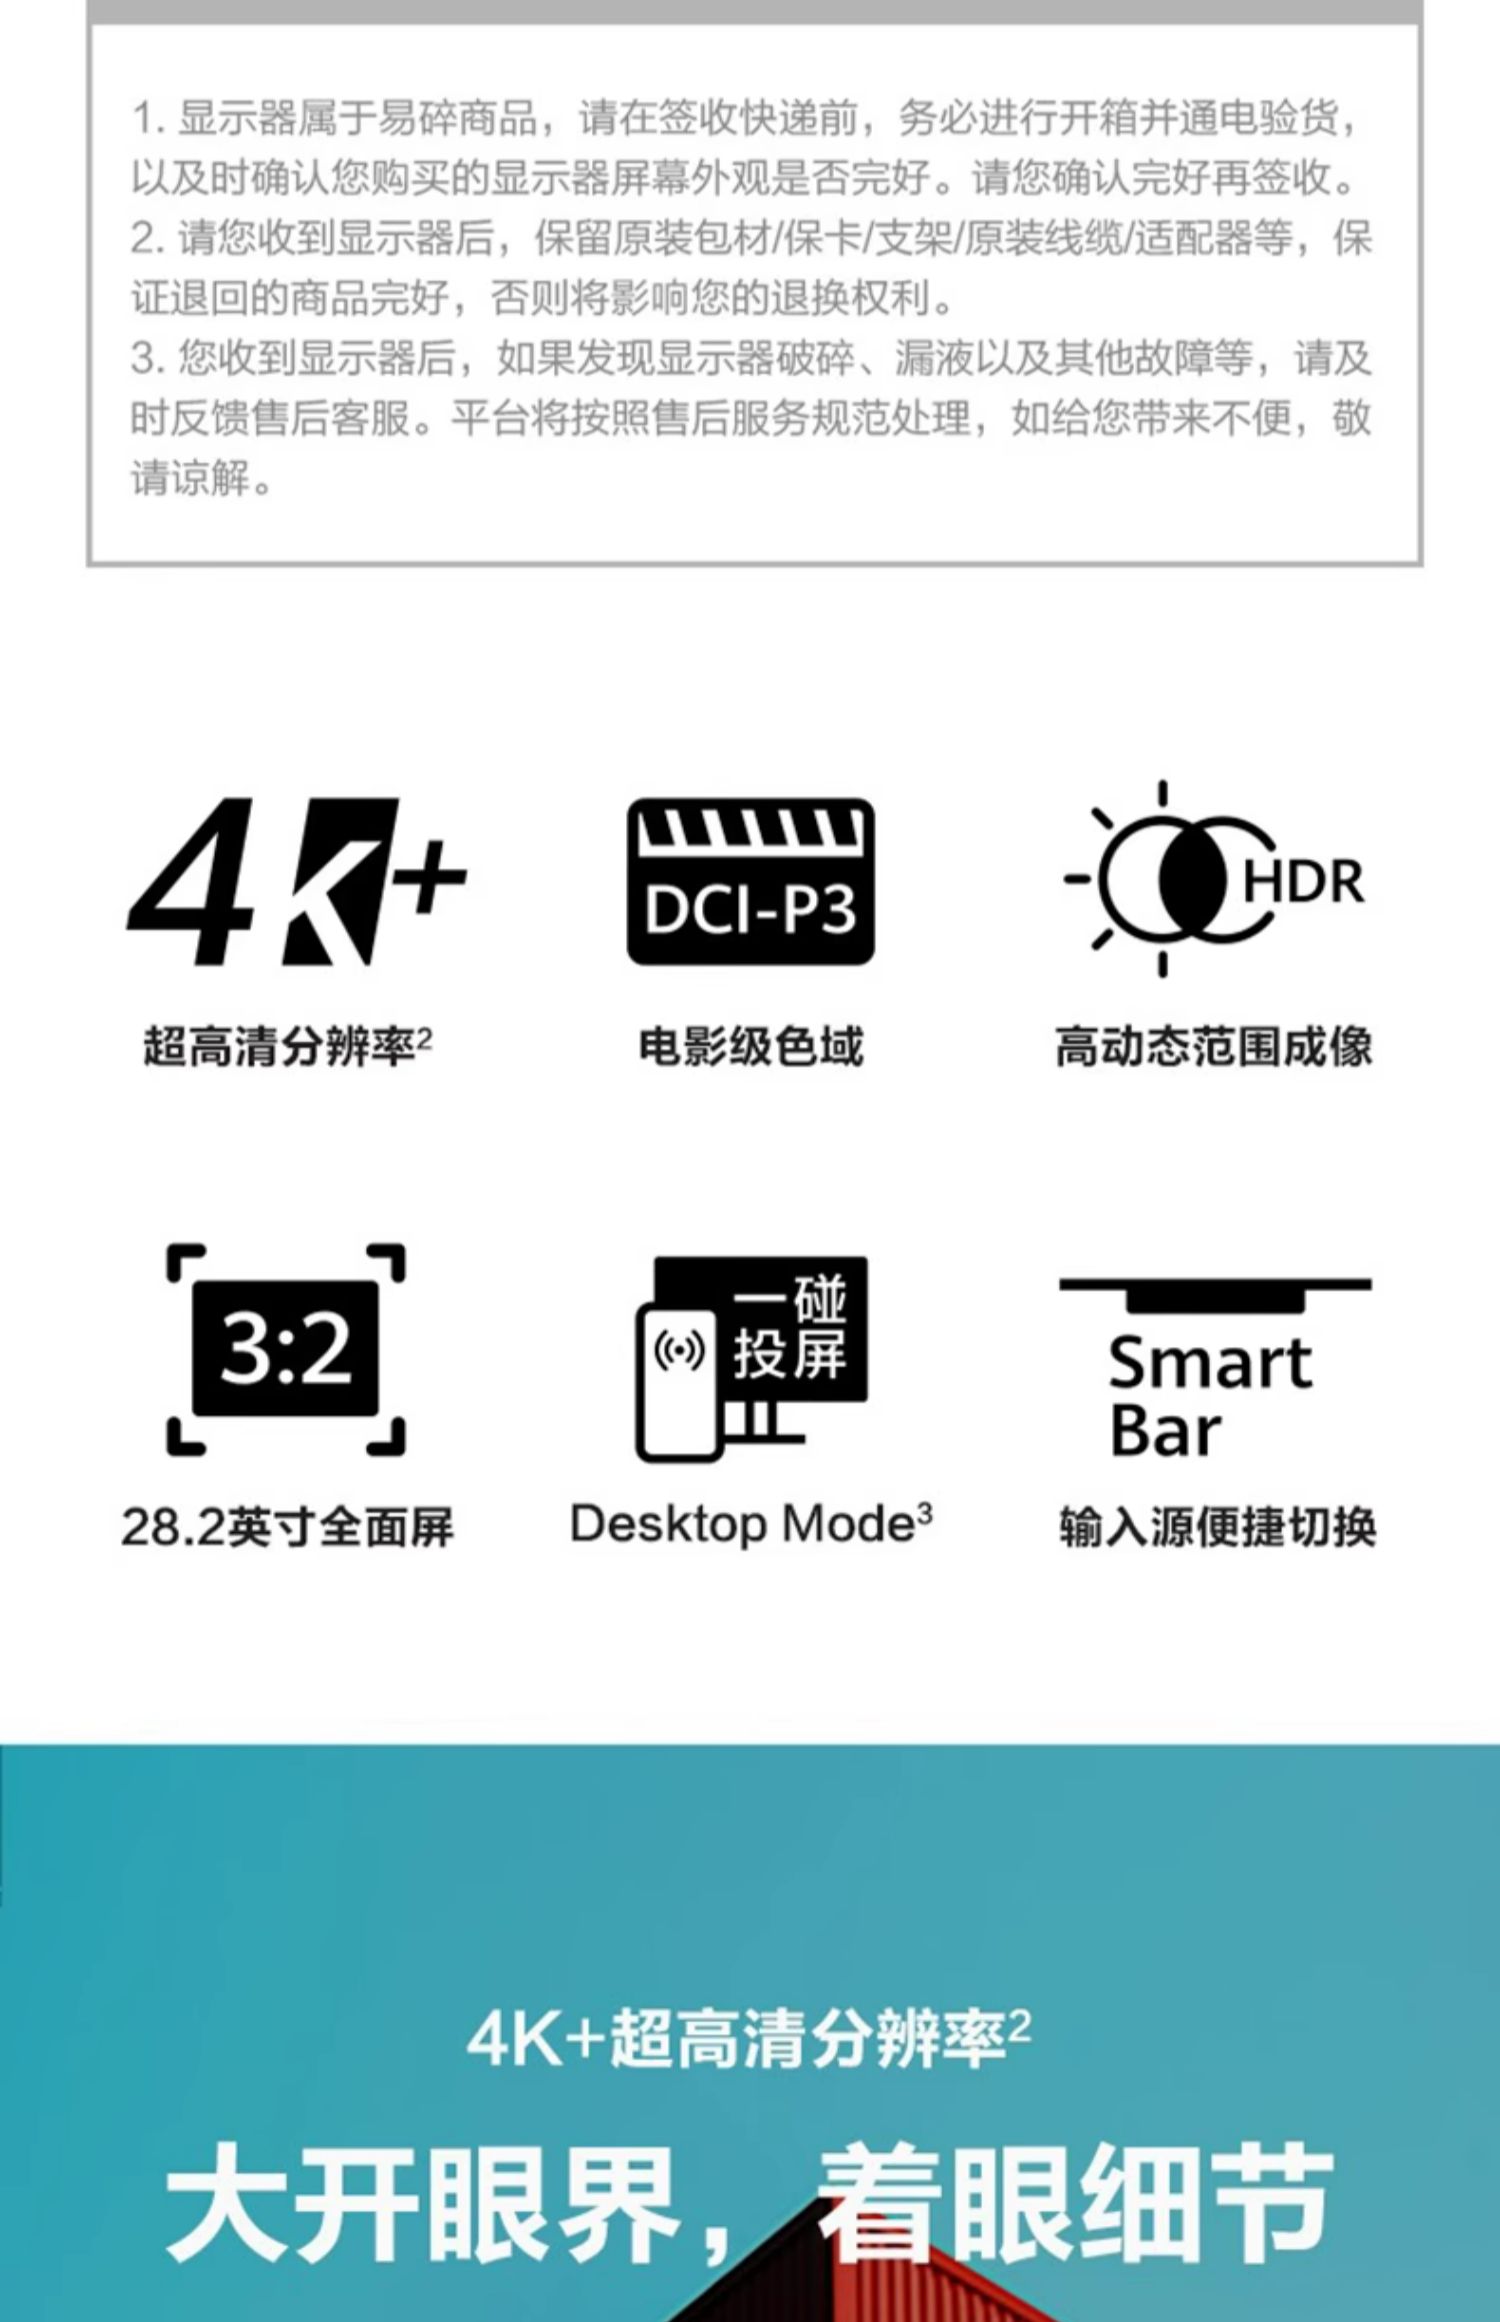 1. 显示器属于易碎商品，请在签收快递前，务必进行开箱并通电验货，
以及时确认您购买的显示器屏幕外观是否完好。请您确认完好再签收。
2. 请您收到显示器后，保留原装包材/保卡/支架/原装线缆/适配器等，保
证退回的商品完好，否则将影响您的退换权利。
3. 您收到显示器后，如果发现显示器破碎、漏液以及其他故障等，请及
时反馈售后客服。平台将按照售后服务规范处理，如给您带来不便，敬
请谅解。
4K+
DCI-P3
HDR
超高清分辨率²
电影级色域
高动态范围成像
3:2
一碰
投屏
Smart
Bar
28.2英寸全面屏
Desktop Mode³
输入源便捷切换
4K+超高清分辨率²
大开眼界，着眼细节